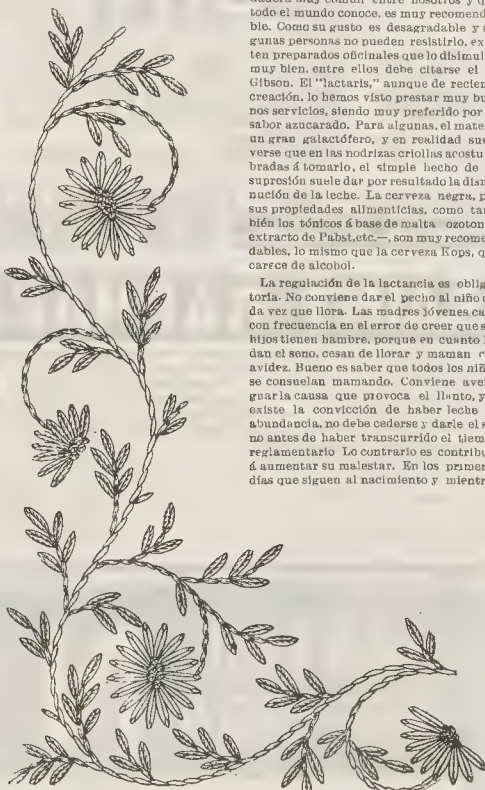 todo el mundo conoce, es muy recomenda
ble. Como su gusto es desagradable y
gunas personas no pueden resistirlo, ex
ten preparados oficinales que lo disimul
muy bien, entre ellos debe citarse el
Gibson. El "lactaris," aunque de recien
creación, lo hemos visto prestar muy bu
nos servicios, siendo muy preferido por
sabor azucarado. Para algunas, el mate
un gran galactófero, y en realidad sue
verse que en las nodrizas criollas acostu
bradas á tomarlo, el simple hecho de
supresión suele dar por resultado la dism
nución de la leche. La cerveza negra, p
sus propiedades alimenticias, como tam
bién los tónicos á base de malta ozoton
extracto de Pabst, etc.—, son muy recome
dables, lo mismo que la cerveza Kops, q
carece de alcohol.
La regulación de la lactancia es oblig
toria. No conviene dar el pecho al niño c
da vez que llora. Las madres jóvenes ca
con frecuencia en el error de creer que s
hijos tienen hambre, porque en cuanto
dan el seno, cesan de llorar y maman c
avidez. Bueno es saber que todos los niñ
se consuelan mamando. Conviene aver
guar la causa que provoca el llanto, y
existe la convicción de haber leche
abundancia, no debe cederse y darle el s
no antes de haber transcurrido el tiem
reglamentario Lo contrario es contribu
á aumentar su malestar. En los primer
días que siguen al nacimiento y mientr